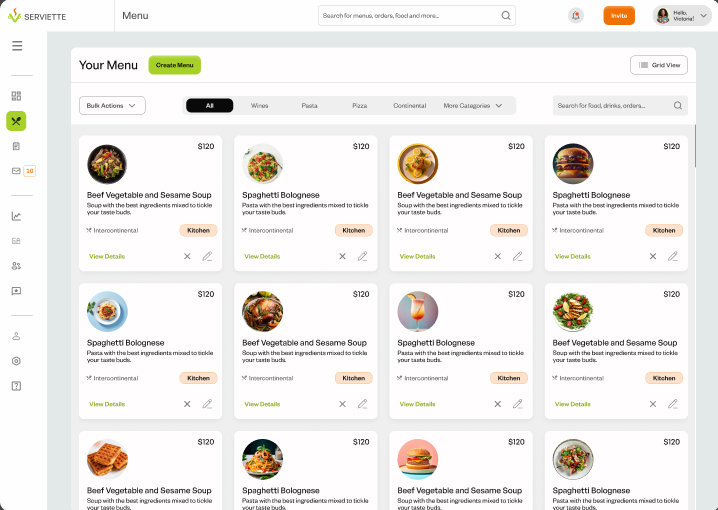 SERVIETTE
Menu
Search for menus, orders, food and more...
Invite
Hello,
Victoria!
Your Menu
Create Menu
Grid View
Bulk Actions
All
Wines
Pasta
Pizza
Continental
More Categories
Search for food, drinks, orders...
10
$120
Beef Vegetable and Sesame Soup
Soup with the best ingredients mixed to tickle
your taste buds.
Intercontinental
Kitchen
View Details
$120
Spaghetti Bolognese
Pasta with the best ingredients mixed to tickle
your taste buds.
Intercontinental
Kitchen
View Details
$120
Beef Vegetable and Sesame Soup
Soup with the best ingredients mixed to tickle
your taste buds.
Intercontinental
Kitchen
View Details
$120
Spaghetti Bolognese
Pasta with the best ingredients mixed to tickle
your taste buds.
Intercontinental
Kitchen
View Details
$120
Spaghetti Bolognese
Pasta with the best ingredients mixed to tickle
your taste buds.
Intercontinental
Kitchen
View Details
$120
Beef Vegetable and Sesame Soup
Soup with the best ingredients mixed to tickle
your taste buds.
Intercontinental
Kitchen
View Details
$120
Spaghetti Bolognese
Pasta with the best ingredients mixed to tickle
your taste buds.
Intercontinental
Kitchen
View Details
$120
Beef Vegetable and Sesame Soup
Soup with the best ingredients mixed to tickle
your taste buds.
Intercontinental
Kitchen
View Details
$120
Beef Vegetable and Sesame Soup
Soup with the best ingredients mixed to tickle
your taste buds.
$120
Spaghetti Bolognese
Pasta with the best ingredients mixed to tickle
your taste buds.
$120
Beef Vegetable and Sesame Soup
Soup with the best ingredients mixed to tickle
your taste buds.
$120
Spaghetti Bolognese
Pasta with the best ingredients mixed to tickle
your taste buds.